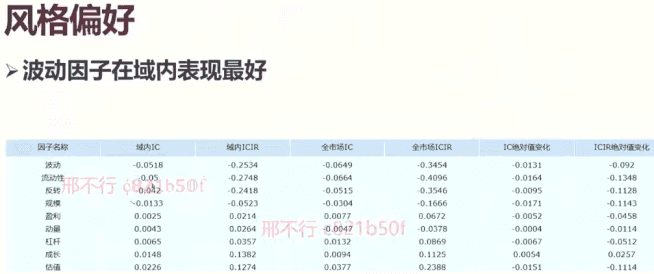 风格偏好
➢波动因子在域内表现最好
因子名称 域内IC 域内ICIR 全市场IC 全市场ICIR IC绝对值变化 ICIR绝对值变化
波动 -0.0518 -0.2534 -0.0649 -0.3454 -0.0131 -0.092
流动性 -0.05 -0.2748 -0.0664 -0.4096 -0.0164 -0.1348
反转 -0.042 -0.2418 -0.0515 -0.3546 -0.0095 -0.1128
规模 -0.0133 -0.0523 -0.0304 -0.1666 -0.0171 -0.1143
盈利 0.0025 0.0214 0.0077 0.0672 -0.0052 -0.0458
动量 0.0043 0.0264 -0.0047 -0.0378 -0.0004 -0.0114
杠杆 0.0065 0.0357 0.0132 0.0869 -0.0067 -0.0512
成长 0.0148 0.1382 0.0094 0.1125 0.0054 0.0257
估值 0.0226 0.1274 0.0377 0.2388 -0.0151 -0.1114
邢不行 c821b50f
邢不行 c821b50f